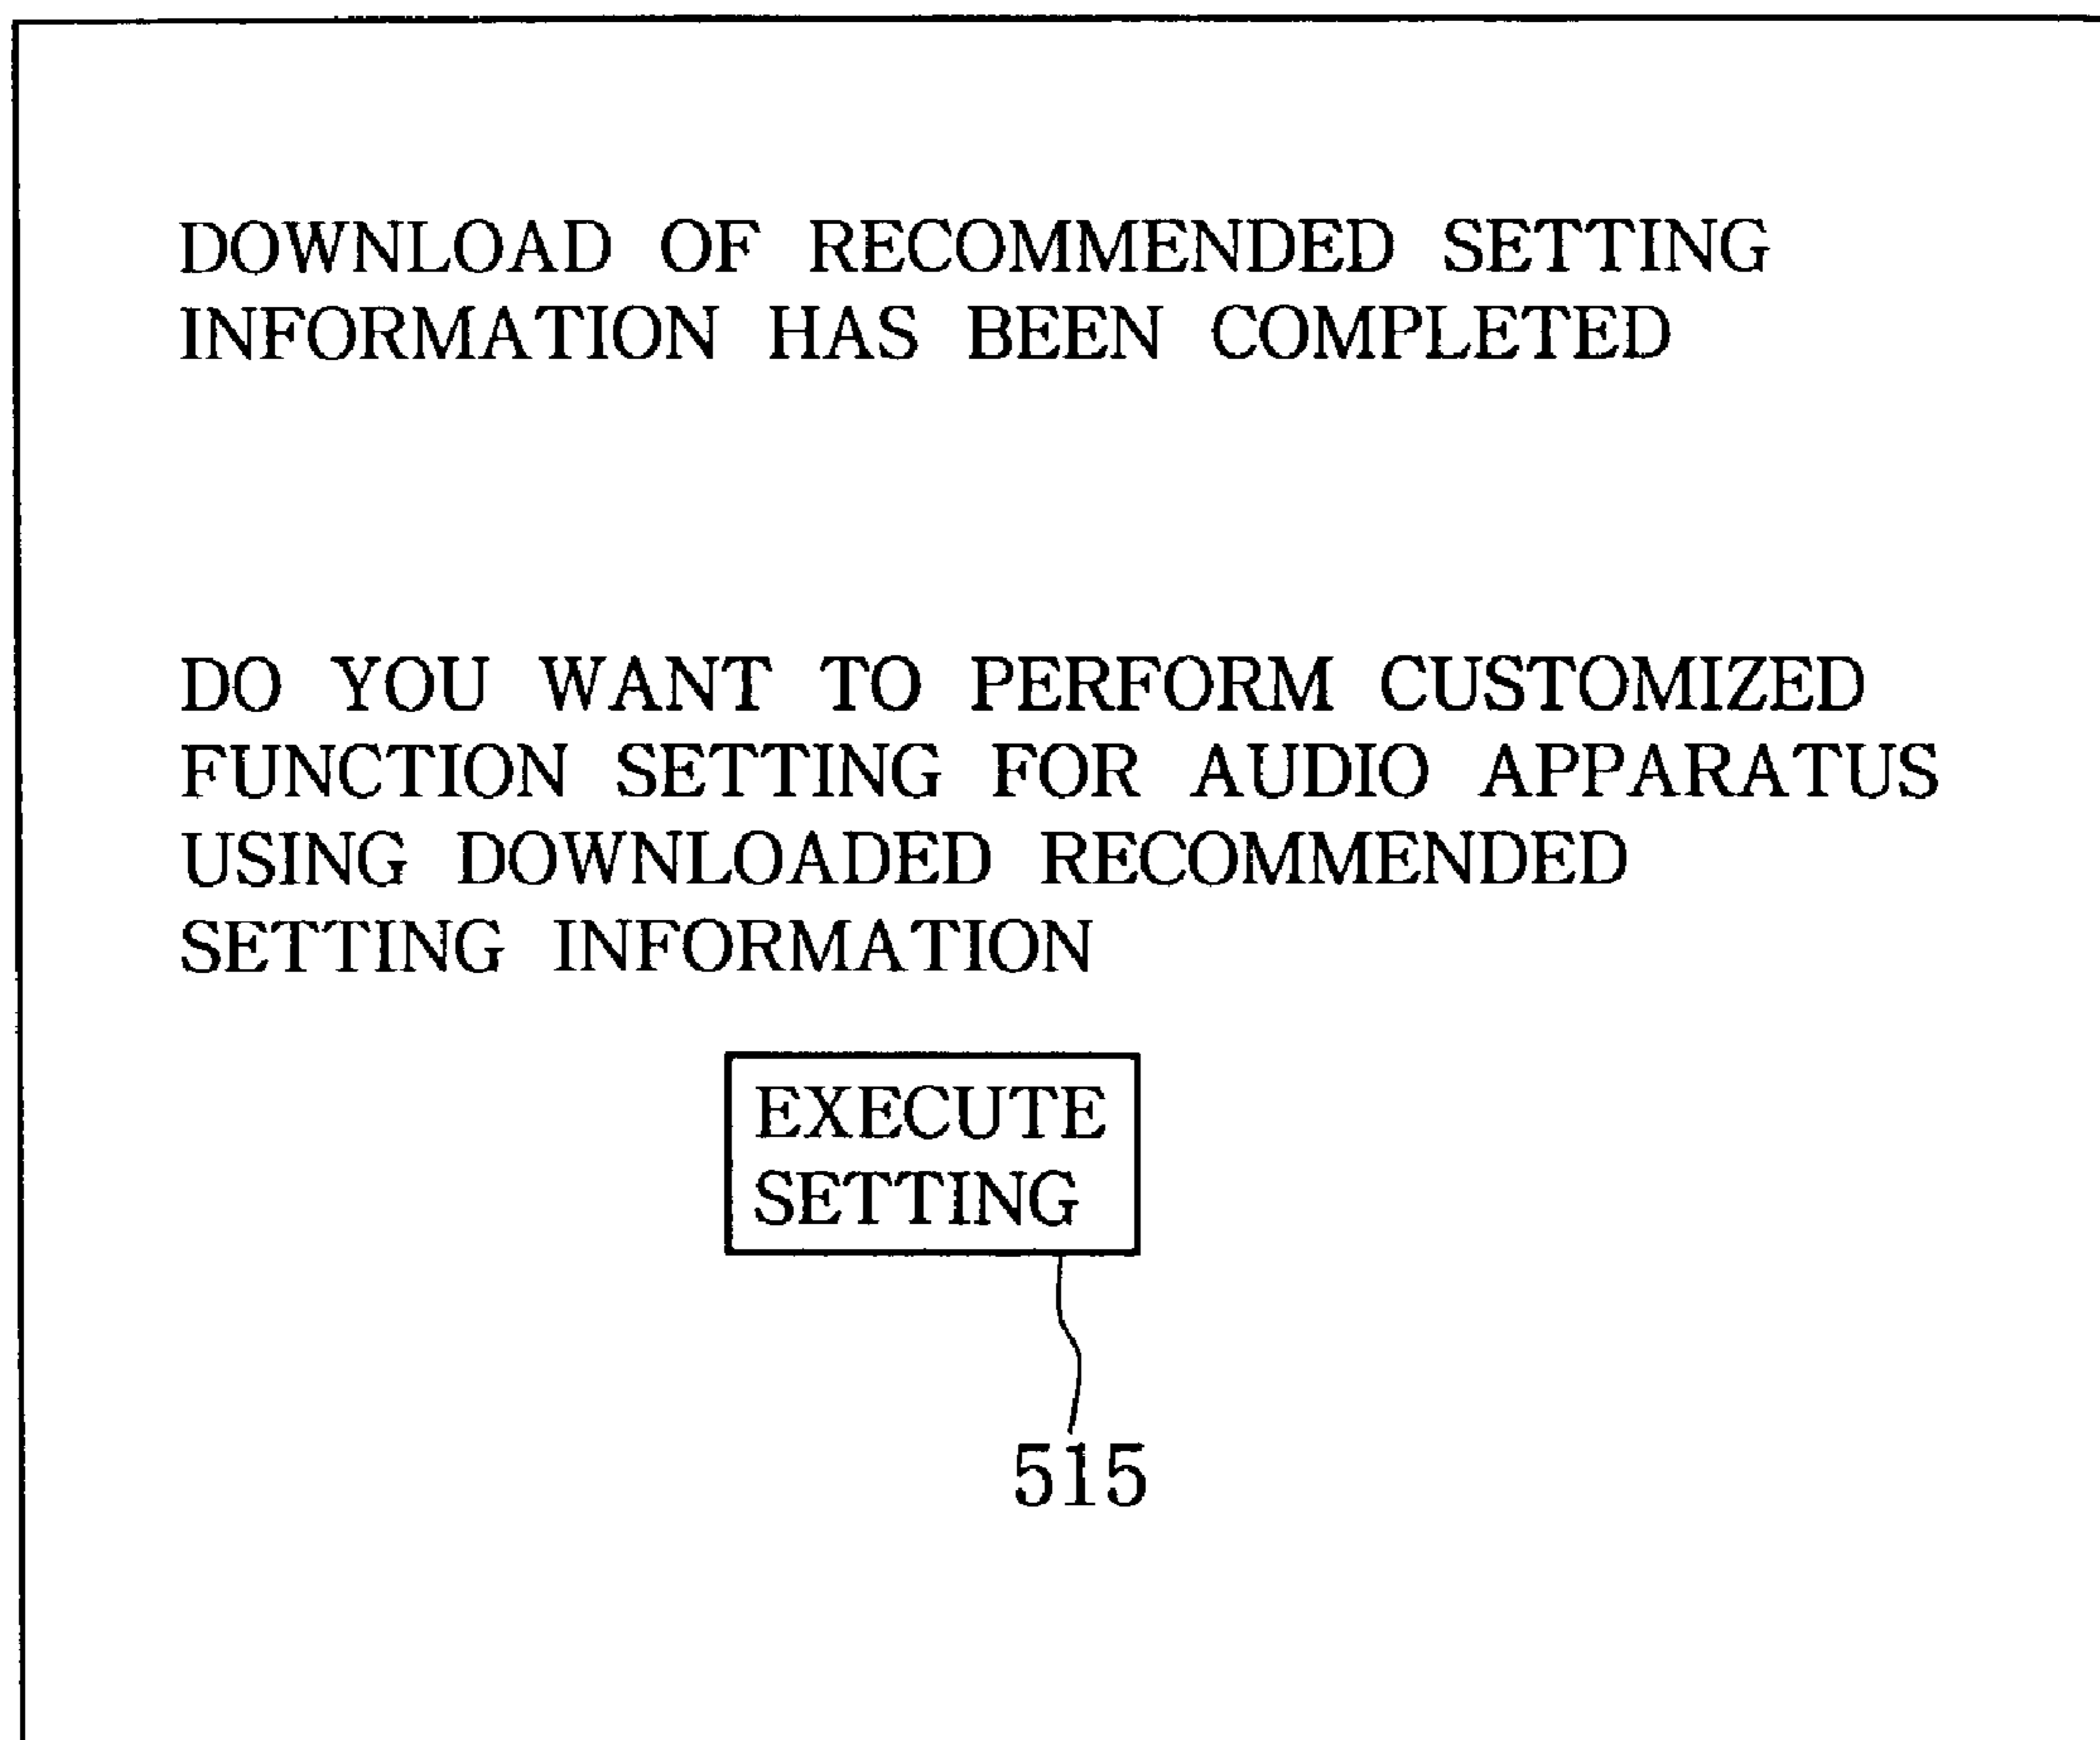 DOWNLOAD OF RECOMMENDED SETTING
INFORMATION HAS BEEN COMPLETED
DO YOU WANT TO PERFORM CUSTOMIZED
FUNCTION SETTING FOR AUDIO APPARATUS
USING DOWNLOADED RECOMMENDED
SETTING INFORMATION
EXECUTE
SETTING
515